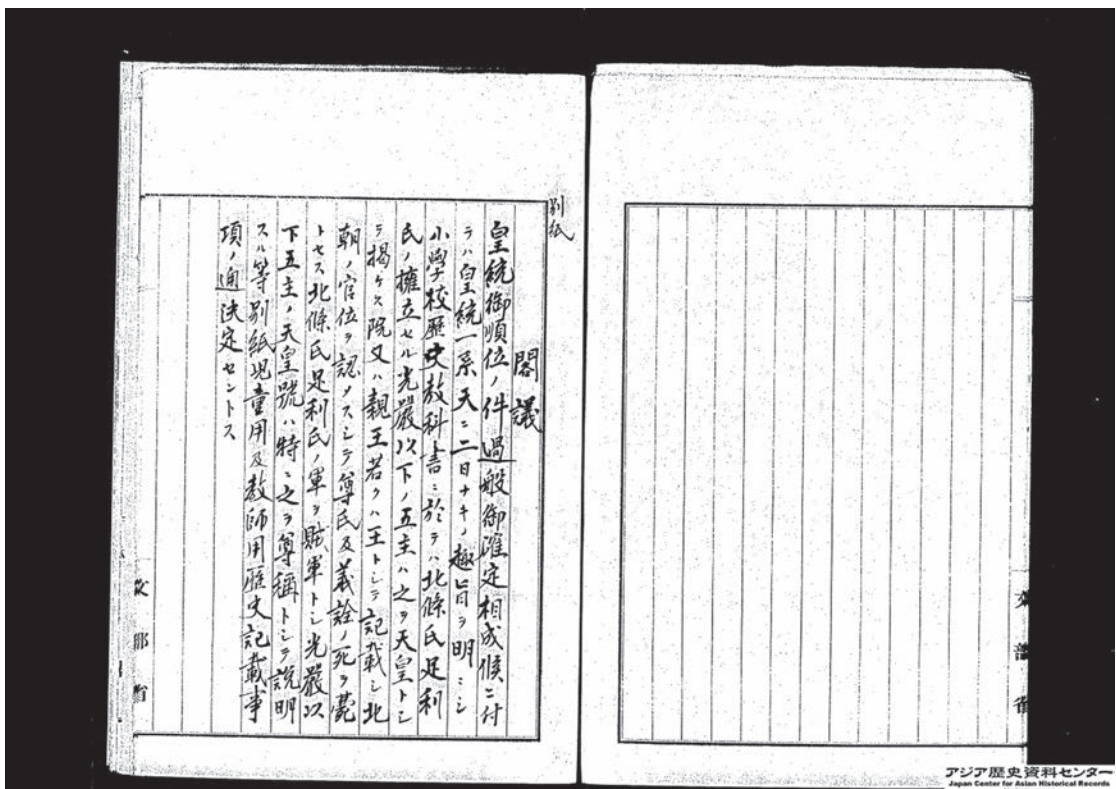 別紙
閣議
皇統御順位ノ件過般御確定相成候ニ付
テハ皇統一系天ニ二日ナキノ趣旨ヲ明ニシ
小學校歴史教科書ニ於テハ北條氏足利
氏ノ擁立セル光嚴以下ノ五主ハ之ヲ天皇トシ
テ揭ケス院又ハ親王若クハ王トシテ記載シ北
朝ノ官位ヲ認メスシテ尊氏及義詮ノ死ヲ薨
トセス北條氏足利氏ノ軍ヲ賊軍トシ光嚴以
下五主ノ天皇號ハ特ニ之ヲ尊稱トシテ說明
スル等別紙兒童用及教師用歴史記載事
項ノ通決定セントス
文部省
アジア歴史資料センター
Japan Center for Asian Historical Records